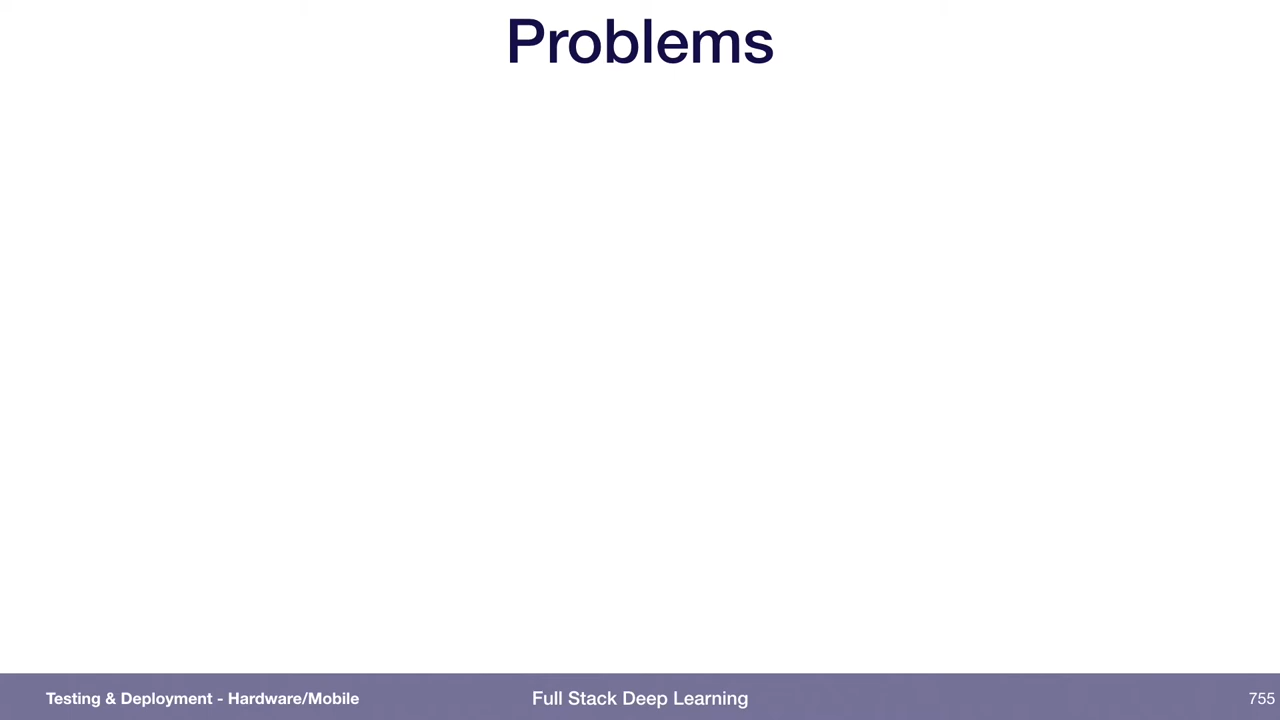 Problems
Testing & Deployment - Hardware/Mobile
Full Stack Deep Learning
755